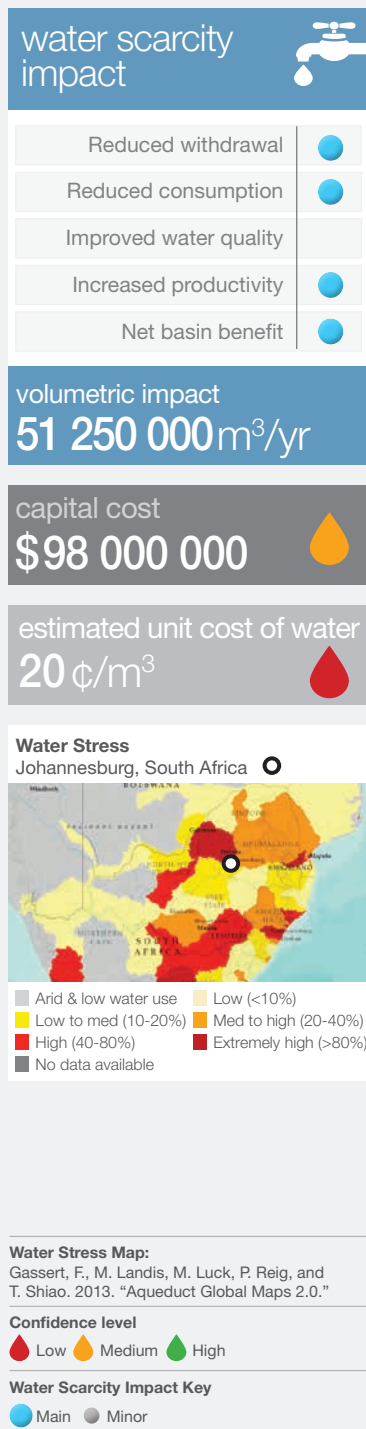 water scarcity
impact
Reduced withdrawal
Reduced consumption
Improved water quality
Increased productivity
Net basin benefit
volumetric impact
51 250 000 m³/yr
capital cost
$98 000 000
estimated unit cost of water
20 ¢/m³
Water Stress
Johannesburg, South Africa
BOTSWANA
SOUTH
AFRICA
Arid & low water use
Low (<10%)
Low to med (10-20%)
Med to high (20-40%)
High (40-80%)
Extremely high (>80%)
No data available
Water Stress Map:
Gassert, F., M. Landis, M. Luck, P. Reig, and
T. Shiao. 2013. “Aqueduct Global Maps 2.0.”
Confidence level
Low
Medium
High
Water Scarcity Impact Key
Main
Minor